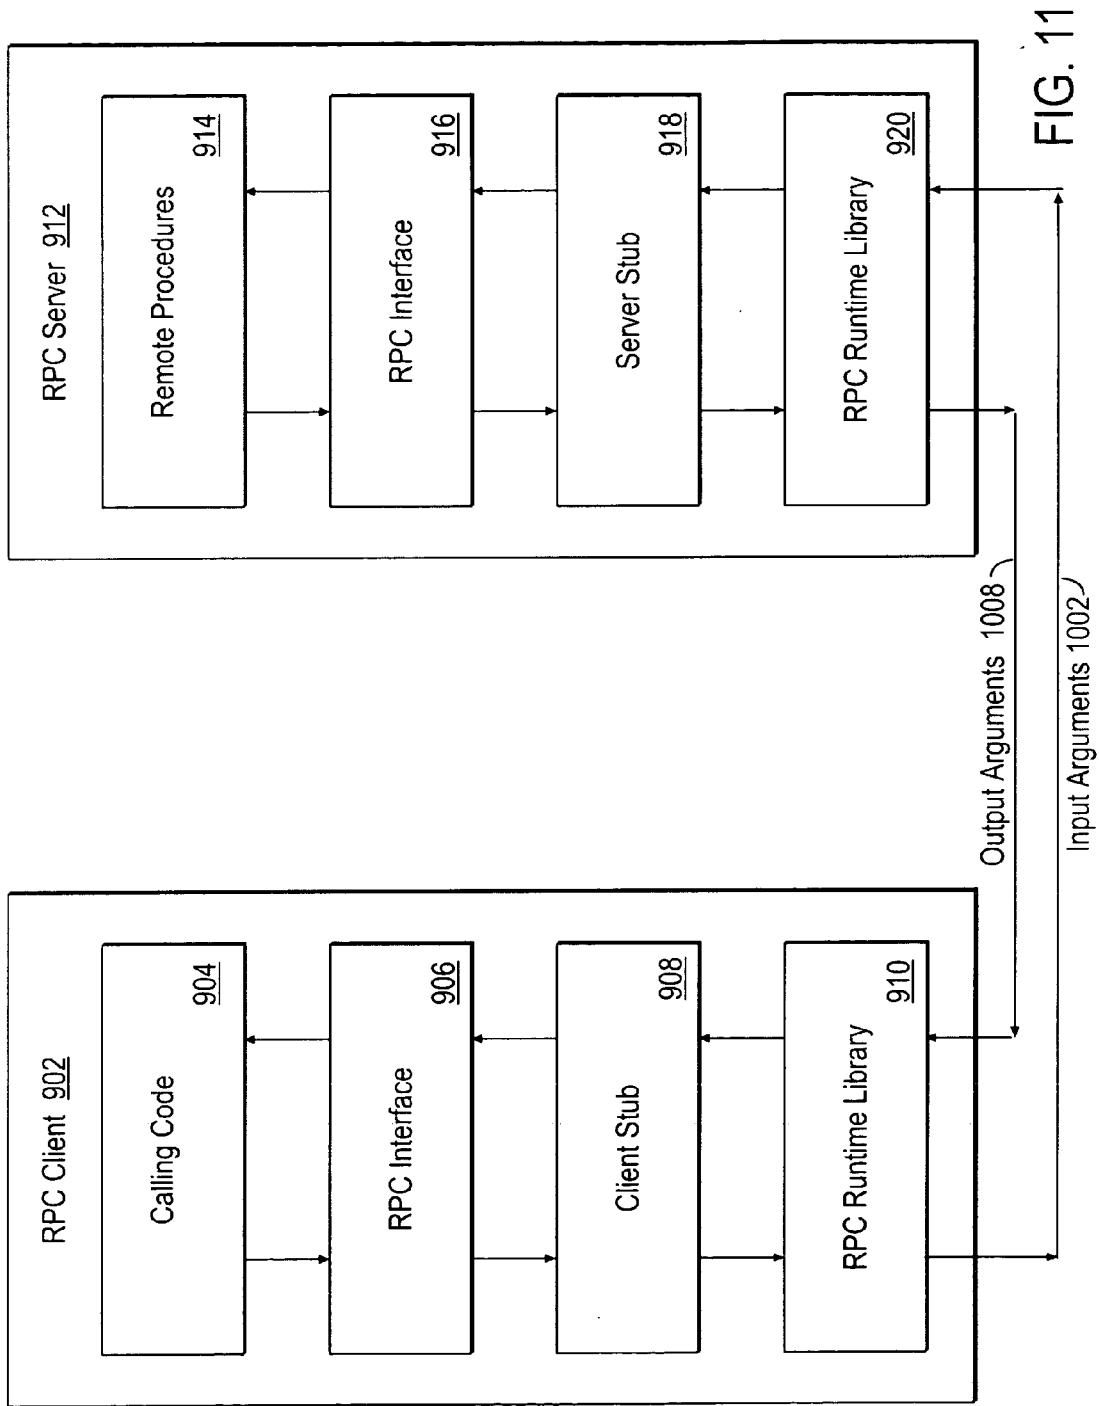 RPC Client 902
Calling Code
904
RPC Interface
906
Client Stub
908
RPC Runtime Library
910
RPC Server 912
Remote Procedures
914
RPC Interface
916
Server Stub
918
RPC Runtime Library
920
Output Arguments 1008
Input Arguments 1002
FIG. 11